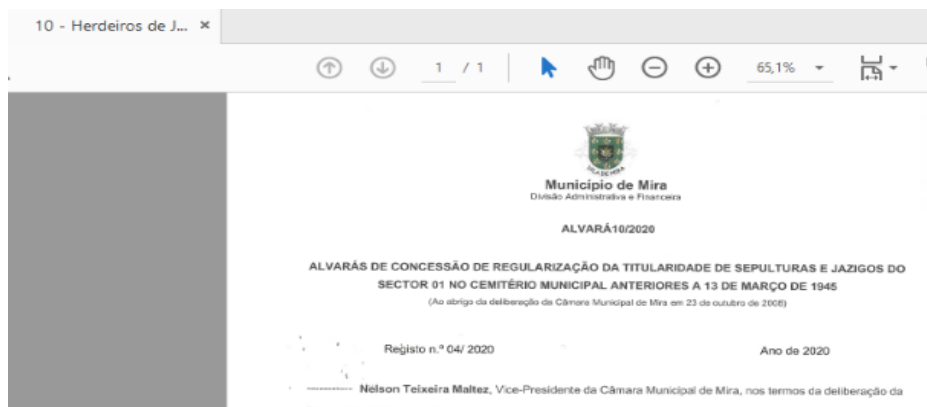 10 - Herdeiros de J... ×
1 / 1
65,1%
VILA DE MIRA
Município de Mira
Divisão Administrativa e Financeira
ALVARÁ10/2020
ALVARÁS DE CONCESSÃO DE REGULARIZAÇÃO DA TITULARIDADE DE SEPULTURAS E JAZIGOS DO
SECTOR 01 NO CEMITÉRIO MUNICIPAL ANTERIORES A 13 DE MARÇO DE 1945
(Ao abrigo da deliberação da Câmara Municipal de Mira em 23 de outubro de 2008)
Registo n.º 04/ 2020 Ano de 2020
------------ Nelson Teixeira Maltez, Vice-Presidente da Câmara Municipal de Mira, nos termos da deliberação da